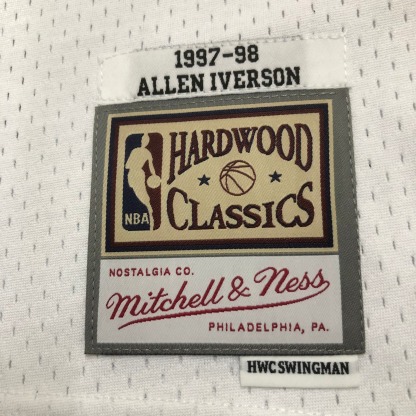 1997-98
ALLEN IVERSON
HARDWOOD
NBA
CLASSICS
NOSTALGIA CO.
Mitchell & Ness
PHILADELPHIA, PA.
HWC SWINGMAN